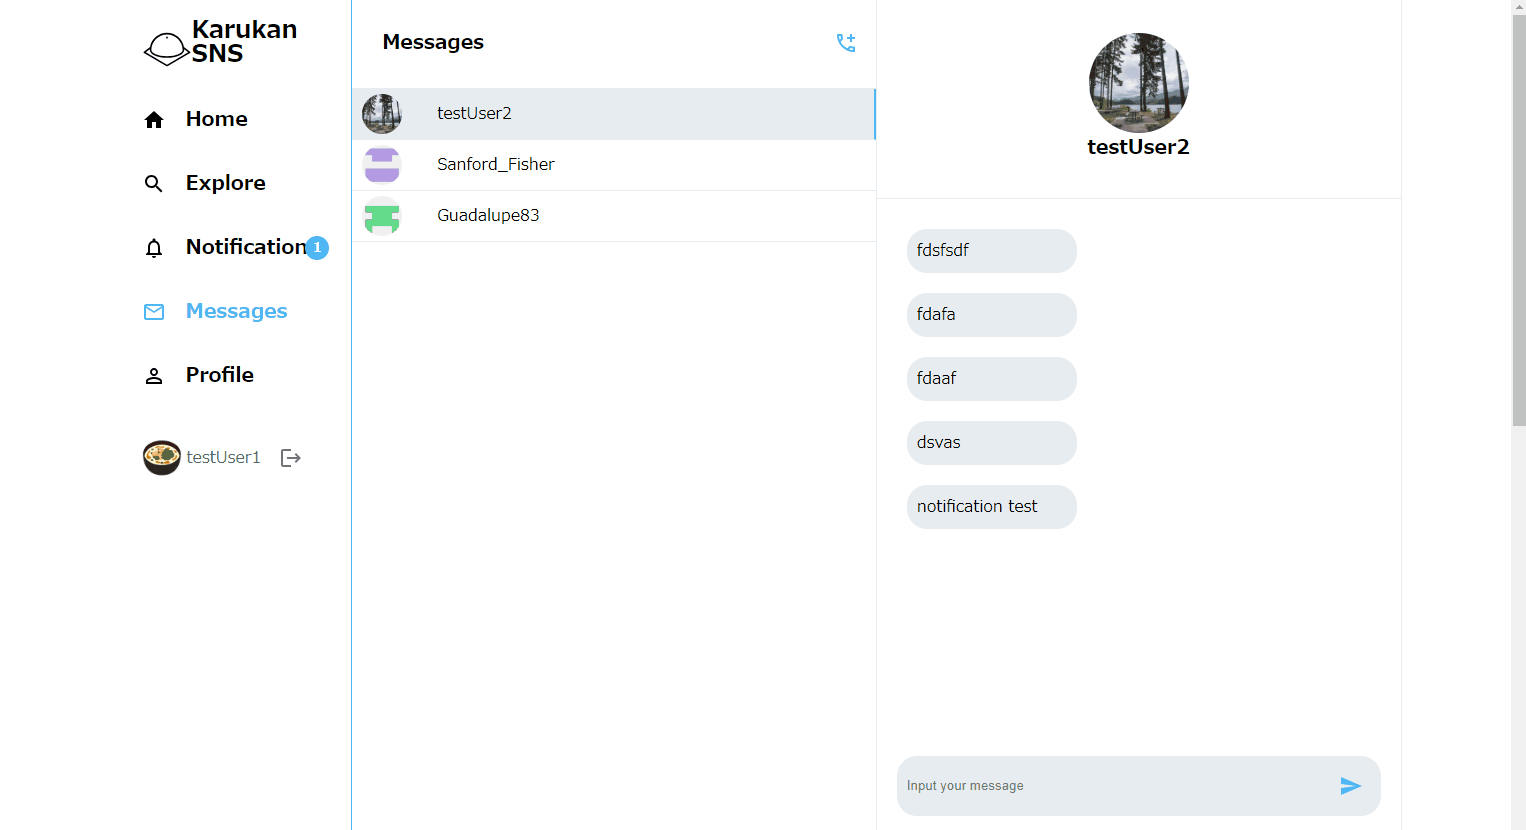 Karukan
SNS
Home
Explore
Notification 1
Messages
Profile
testUser1
Messages
testUser2
Sanford_Fisher
Guadalupe83
testUser2
fdsfsdf
fdafa
fdaaf
dsvas
notification test
Input your message